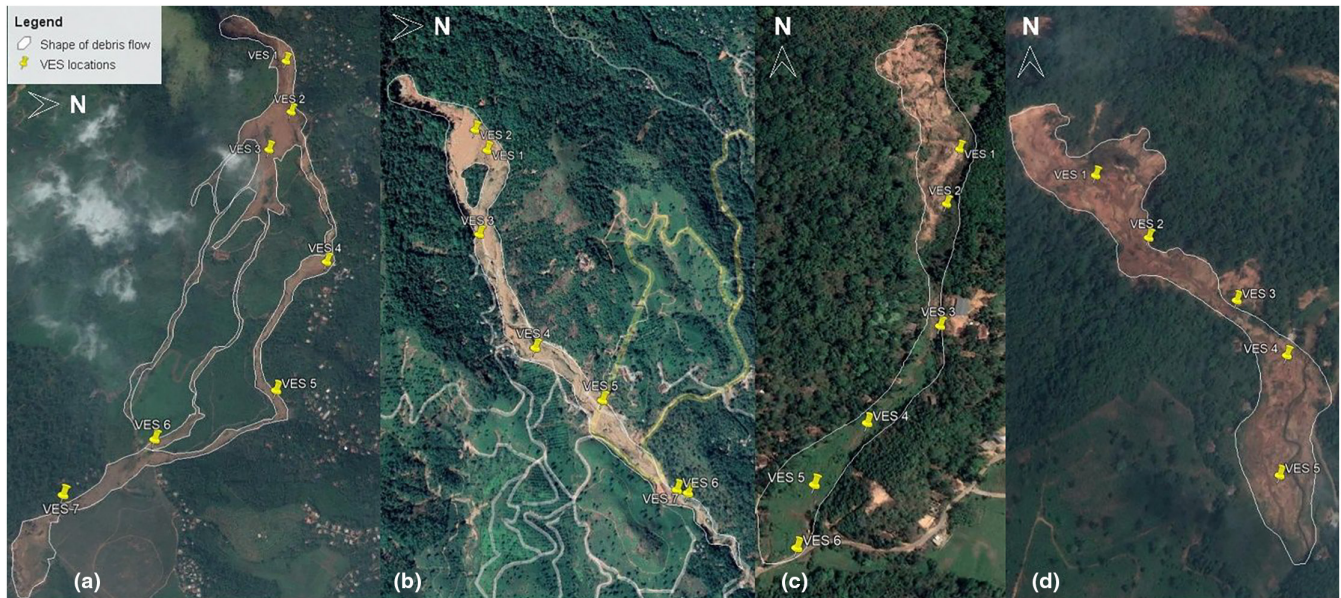 Legend
Shape of debris flow
VES locations
N
VES 1
VES 2
VES 3
VES 4
VES 5
VES 6
VES 7
(a)
N
VES 2
VES 1
VES 3
VES 4
VES 5
VES 6
VES 7
(b)
N
VES 1
VES 2
VES 3
VES 4
VES 5
VES 6
(c)
N
VES 1
VES 2
VES 3
VES 4
VES 5
(d)